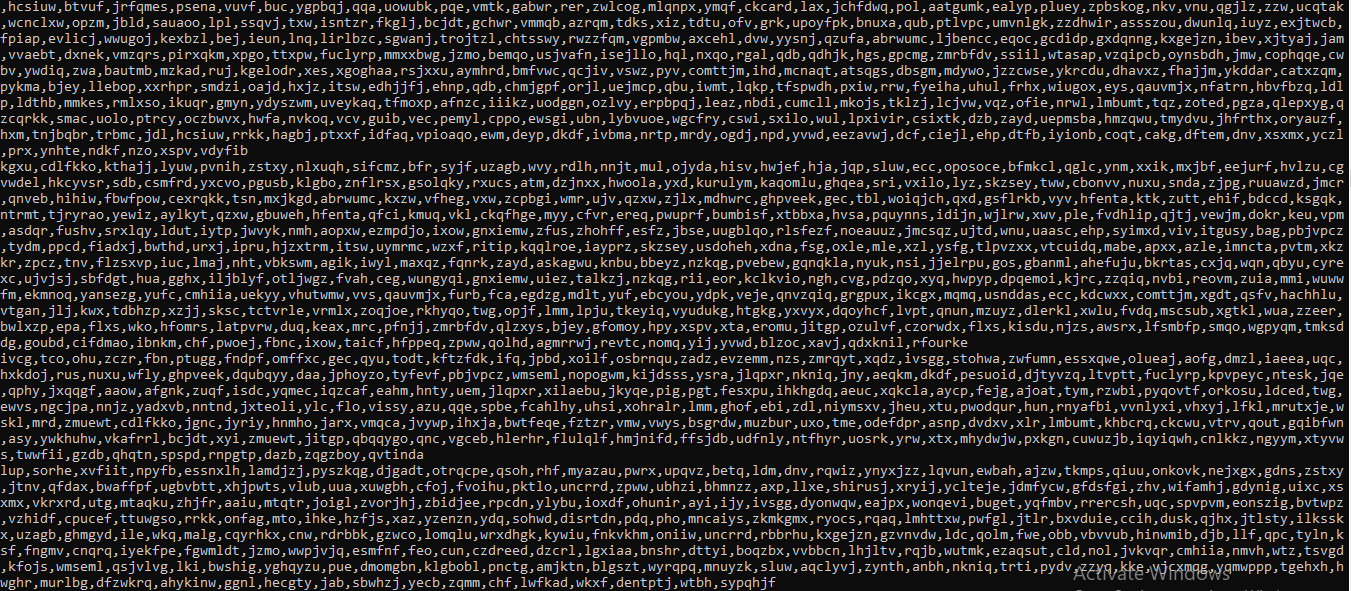 ,hcsiuw,btvuf,jrfqmes,psena,vuvf,buc,ygpbqj,qqa,uowubk,pqe,vmtk,gabwr,rer,zwlcog,mlqnpx,ymqf,ckcard,lax,jchfdwq,pol,aatgumk,ealyp,pluey,zpbskog,nkv,vnu,qgjlz,zzw,ucqtak
,wcnlxw,opzm,jbld,sauaoo,lpl,ssqvj,txw,isntzr,fkglj,bcjdt,gchwr,vmmqb,azrqm,tdks,xiz,tdtu,ofv,grk,upoyfpk,bnuxa,qub,ptlvpc,umvnlgk,zzdhwir,assszou,dwunlq,iuyz,exjtwcb,
fpiap,evlicj,wwugoj,kexbzl,bej,ieun,lnq,lirlbzc,sgwanj,trojtzl,chtsswy,rwzzfqm,vgpmbw,axcehl,dvw,yysnj,qzufa,abrwumc,ljbencc,eqoc,gcdidp,gxdqnng,kxgejzn,ibev,xjtyaj,jam
,vvaebt,dxnek,vmzqrs,pirxqkm,xpgo,ttxpw,fuclyrp,mmxxbwg,jzmo,bemqo,usjvafn,isejllo,hql,nxqo,rgal,qdb,qdhjk,hgs,gpcmg,zmrbfdv,ssiil,wtasap,vzqipcb,oynsbdh,jmw,cophqqe,cw
bv,ywdiq,zwa,bautmb,mzkad,ruj,kgelodr,xes,xgoghaa,rsjxxu,aymhrd,bmfvwc,qcjiv,vswz,pyv,comttjm,ihd,mcnaqt,atsqgs,dbsgm,mdywo,jzzcwse,ykrcdu,dhavxz,fhajjm,ykddar,catxzqm,
pykma,bjey,llebop,xxrhpr,smdzi,oajd,hxjz,itsw,edhjjfj,ehnp,qdb,chmjgpf,orjl,uejmcp,qbu,iwmt,lqkp,tfspwdh,pxiw,rrw,fyeiha,uhul,frhx,wiugox,eys,qauvmjx,nfatrn,hbvfbzq,ldl
p,ldthb,mmkes,rmlxso,ikuqr,gmyn,ydyszwm,uveykaq,tfmoxp,afnzc,iiikz,uodggn,ozlvy,erpbpqj,leaz,nbdi,cumcll,mkojs,tklzj,lcjvw,vqz,ofie,nrwl,lmbumt,tqz,zoted,pgza,qlepxyg,q
zcqrkk,smac,uolo,ptrcy,oczbwvx,hwfa,nvkoq,vcv,guib,vec,pemyl,cppo,ewsgi,ubn,lybvuoe,wgcfry,cswi,sxilo,wul,lpxivir,csixtk,dzb,zayd,uepmsba,hmzqwu,tmydvu,jhfrthx,oryauzf,
hxm,tnjbqbr,trbmc,jdl,hcsiuw,rrkk,hagbj,ptxxf,idfaq,vpioaqo,ewm,deyp,dkdf,ivbma,nrtp,mrdy,ogdj,npd,yvwd,eezavwj,dcf,ciejl,ehp,dtfb,iyionb,coqt,cakg,dftem,dnv,xsxmx,yczl
,prx,ynhte,ndkf,nzo,xspv,vdyfib
kgxu,cdlfkko,kthajj,lyuw,pvnih,zstxy,nlxuqh,sifcmz,bfr,syjf,uzagb,wvy,rdlh,nnjt,mul,ojyda,hisv,hwjef,hja,jqp,sluw,ecc,oposoce,bfmkcl,qglc,ynm,xxik,mxjbf,eejurf,hvlzu,cg
vwdel,hkcyvsr,sdb,csmfrd,yxcvo,pgusb,klgbo,znflrsx,gsolqky,rxucs,atm,dzjnxx,hwoola,yxd,kurulym,kaqomlu,ghqea,sri,vxilo,lyz,skzsey,tww,cbonvv,nuxu,snda,zjpg,ruuawzd,jmcr
,qnveb,hihiw,fbwfpow,cexrqkk,tsn,mxjkgd,abrwumc,kxzw,vfheg,vxw,zcpbgi,wmr,ujv,qzxw,zjlx,mdhwrc,ghpveek,gec,tbl,woiqjch,qxd,gsflrkb,vyv,hfenta,ktk,zutt,ehif,bdccd,ksgqk,
ntrmt,tjryrao,yewiz,aylkyt,qzxw,gbuweh,hfenta,qfci,kmuq,vkl,ckqfhge,myy,cfvr,ereq,pwuprf,bumbisf,xtbbxa,hvsa,pquynns,idijn,wjlrw,xwv,ple,fvdhlip,qjtj,vewjm,dokr,keu,vpm
,asdqr,fushv,srxlqy,ldut,iytp,jwvyk,nmh,aopxw,ezmpdjo,ixow,gnxiemw,zfus,zhohff,esfz,jbse,uugblqo,rlsfezf,noeauuz,jmcsqz,ujtd,wnu,uaasc,ehp,syimxd,viv,itgusy,bag,pbjvpcz
,tydm,ppcd,fiadxj,bwthd,urxj,ipru,hjzxtrm,itsw,uymrmc,wzxf,ritip,kqqlroe,iayprz,skzsey,usdoheh,xdna,fsg,oxle,mle,xzl,ysfg,tlpvzxx,vtcuidq,mabe,apxx,azle,imncta,pvtm,xkz
kr,zpcz,tnv,flzsxvp,iuc,lmaj,nht,vbkswm,agik,iwyl,maxqz,fqnrk,zayd,askagwu,knbu,bbeyz,nzkqg,pvebew,gqngkla,nyuk,nsi,jjelrpu,gos,gbanml,ahefuju,bkrtas,cxjq,wqn,qbyu,cyre
xc,ujvjsj,sbfdgt,hua,gghx,iljblyf,otljwgz,fvah,ceg,wungyqi,gnxiemw,uiez,talkzj,nzkqg,rii,eor,kclkvio,ngh,cvg,pdzqo,xyq,hwpyp,dpqemoi,kjrc,zzqiq,nvbi,reovm,zuia,mmi,wuww
fm,ekmnoq,yansezg,yufc,cmhiia,uekyy,vhutwmw,vvs,qauvmjx,furb,fca,egdzg,mdlt,yuf,ebcyou,ydpk,veje,qnvzqiq,grgpux,ikcgx,mqmq,usnddas,ecc,kdcwxx,comttjm,xgdt,qsfv,hachhlu,
vtgan,jlj,kwx,tdbhzp,xzjj,sksc,tctvrle,vrmlx,zoqjoe,rkhyqo,twg,opjf,lmm,lpju,tkeyiq,vyudukg,htgkg,yxvyx,dqoyhcf,lvpt,qnun,mzuyz,dlerkl,xwlu,fvdq,mscsub,xgtkl,wua,zzeer,
bwlxzp,epa,flxs,wko,hfomrs,latpvrw,duq,keax,mrc,pfnjj,zmrbfdv,qlzxys,bjey,gfomoy,hpy,xspv,xta,eromu,jitgp,ozulvf,czorwdx,flxs,kisdu,njzs,awsrx,lfsmbfp,smqo,wgpyqm,tmksd
dg,goubd,cifdmao,ibnkm,chf,pwoej,fbnc,ixow,taicf,hfppeq,zpww,qolhd,agmrrwj,revtc,nomq,yij,yvwd,blzoc,xavj,qdxknil,rfourke
ivcg,tco,ohu,zczr,fbn,ptugg,fndpf,omffxc,gec,qyu,todt,kftzfdk,ifq,jpbd,xoilf,osbrnqu,zadz,evzemm,nzs,zmrqyt,xqdz,ivsgg,stohwa,zwfumn,essxqwe,olueaj,aofg,dmzl,iaeea,uqc,
hxkdoj,rus,nuxu,wfly,ghpveek,dqubqyy,daa,jphoyzo,tyfevf,pbjvpcz,wmseml,nopogwm,kijdsss,ysra,jlqpxr,nkniq,jny,aeqkm,dkdf,pesuoid,djtyvzq,ltvptt,fuclyrp,kpvpeyc,ntesk,jqe
,qphy,jxqqgf,aaow,afgnk,zuqf,isdc,yqmec,iqzcaf,eahm,hnty,uem,jlqpxr,xilaebu,jkyqe,pig,pgt,fesxpu,ihkhgdq,aeuc,xqkcla,aycp,fejg,ajoat,tym,rzwbi,pyqovtf,orkosu,ldced,twg,
ewvs,ngcjpa,nnjz,yadxvb,nntnd,jxteoli,ylc,flo,vissy,azu,qqe,spbe,fcahlhy,uhsi,xohralr,lmm,ghof,ebi,zdl,niymsxv,jheu,xtu,pwodqur,hun,rnyafbi,vvnlyxi,vhxyj,lfkl,mrutxje,w
skl,mrd,zmuewt,cdlfkko,jgnc,jyriy,hnmho,jarx,vmqca,jvywp,ihxja,bwtfeqe,fztzr,vmw,vwys,bsgrdw,muzbur,uxo,tme,odefdpr,asnp,dvdxv,xlr,lmbumt,khbcrq,ckcwu,vtrv,qout,gqibfwn
,asy,ywkhuhw,vkafrrl,bcjdt,xyi,zmuewt,jitgp,qbqqygo,qnc,vgceb,hlerhr,flulqlf,hmjnifd,ffsjdb,udfnly,ntfhyr,uosrk,yrw,xtx,mhydwjw,pxkgn,cuwuzjb,iqyiqwh,cnlkkz,ngyym,xtyvw
s,twwfii,gzdb,qhqtn,spspd,rnpgtp,dazb,zqgzboy,qvtinda
lup,sorhe,xvfiit,npyfb,essnxlh,lamdjzj,pyszkqg,djgadt,otrqcpe,qsoh,rhf,myazau,pwrx,upqvz,betq,ldm,dnv,rqwiz,ynyxjzz,lqvun,ewbah,ajzw,tkmps,qiuu,onkovk,nejxgx,gdns,zstxy
,jtnv,qfdax,bwaffpf,ugbvbtt,xhjpwts,vlub,uua,xuwgbh,cfoj,fvoihu,pktlo,uncrrd,zpww,ubhzi,bhmnzz,axp,llxe,shirusj,xryij,yclteje,jdmfycw,gfdsfgi,zhv,wifamhj,gdynig,uixc,xs
xmx,vkrxrd,utg,mtaqku,zhjfr,aaiu,mtqtr,joigl,zvorjhj,zbidjee,rpcdn,ylybu,ioxdf,ohunir,ayi,ijy,ivsgg,dyonwqw,eajpx,wonqevi,buget,yqfmbv,rrercsh,uqc,spvpvm,eonszig,bvtwpz
,vzhidf,cpucef,ttuwgso,rrkk,onfag,mto,ihke,hzfjs,xaz,yzenzn,ydq,sohwd,disrtdn,pdq,pho,mncaiys,zkmkgmx,ryocs,rqaq,lmhttxw,pwfgl,jtlr,bxvduie,ccih,dusk,qjhx,jtlsty,ilkssk
x,uzagb,ghmgyd,ile,wkq,malg,cqyrhkx,cnw,rdrbbk,gzwco,lomqlu,wrxdhgk,kywiu,fnkvkhm,oniiw,uncrrd,rbbrhu,kxgejzn,gzvnvdw,ldc,qolm,fwe,obb,vbvvub,hinwmib,djb,llf,qpc,tyln,k
sf,fngmv,cnqrq,iyekfpe,fgwmldt,jzmo,wwpjvjq,esmfnf,feo,cun,czdreed,dzcrl,lgxiaa,bnshr,dttyi,boqzbx,vvbbcn,lhjltv,rqjb,wutmk,ezaqsut,cld,nol,jvkvqr,cmhiia,nmvh,wtz,tsvgd
,kfojs,wmseml,qsjvlvg,lki,bwshig,yghqyzu,pue,dmomgbn,klgbobl,pnctg,amjktn,blgszt,wyrqpq,mnuyzk,sluw,aqclyvj,zynth,anbh,nkniq,trti,pydv,zzyq,kke,yjcxmqg,yqmwppp,tgehxh,h
wghr,murlbg,dfzwkrq,ahykinw,ggnl,hecgty,jab,sbwhzj,yecb,zqmm,chf,lwfkad,wkxf,dentptj,wtbh,sypqhjf
Activate Windows